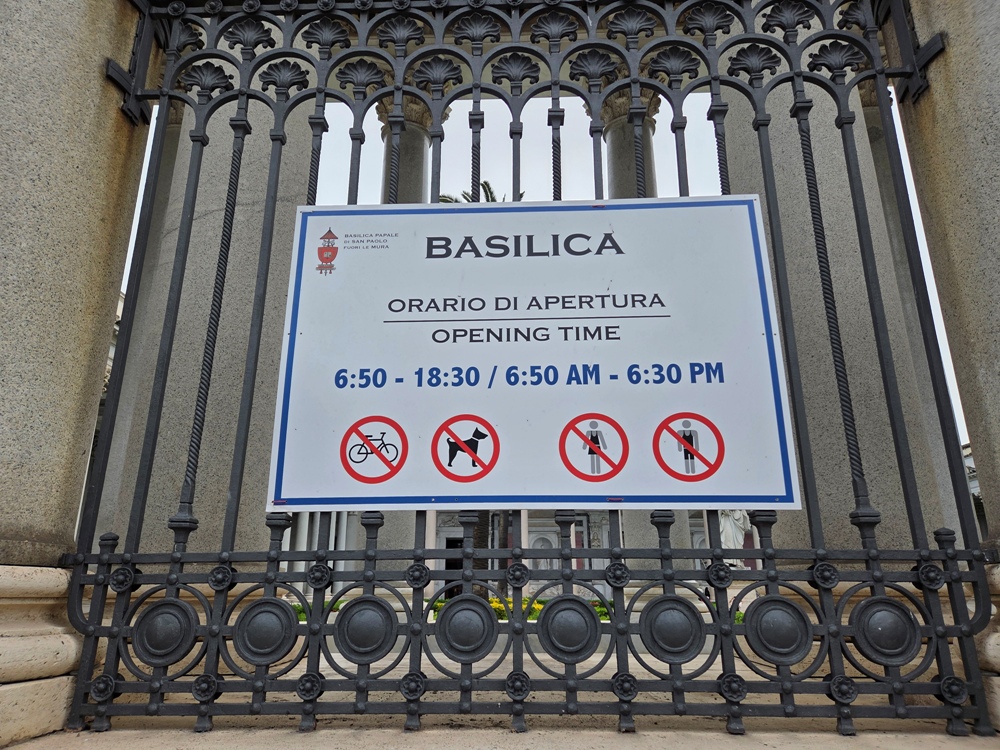 BASILICA PAPALE
DI SAN PAOLO
FUORI LE MURA
BASILICA
ORARIO DI APERTURA
OPENING TIME
6:50 - 18:30 / 6:50 AM - 6:30 PM